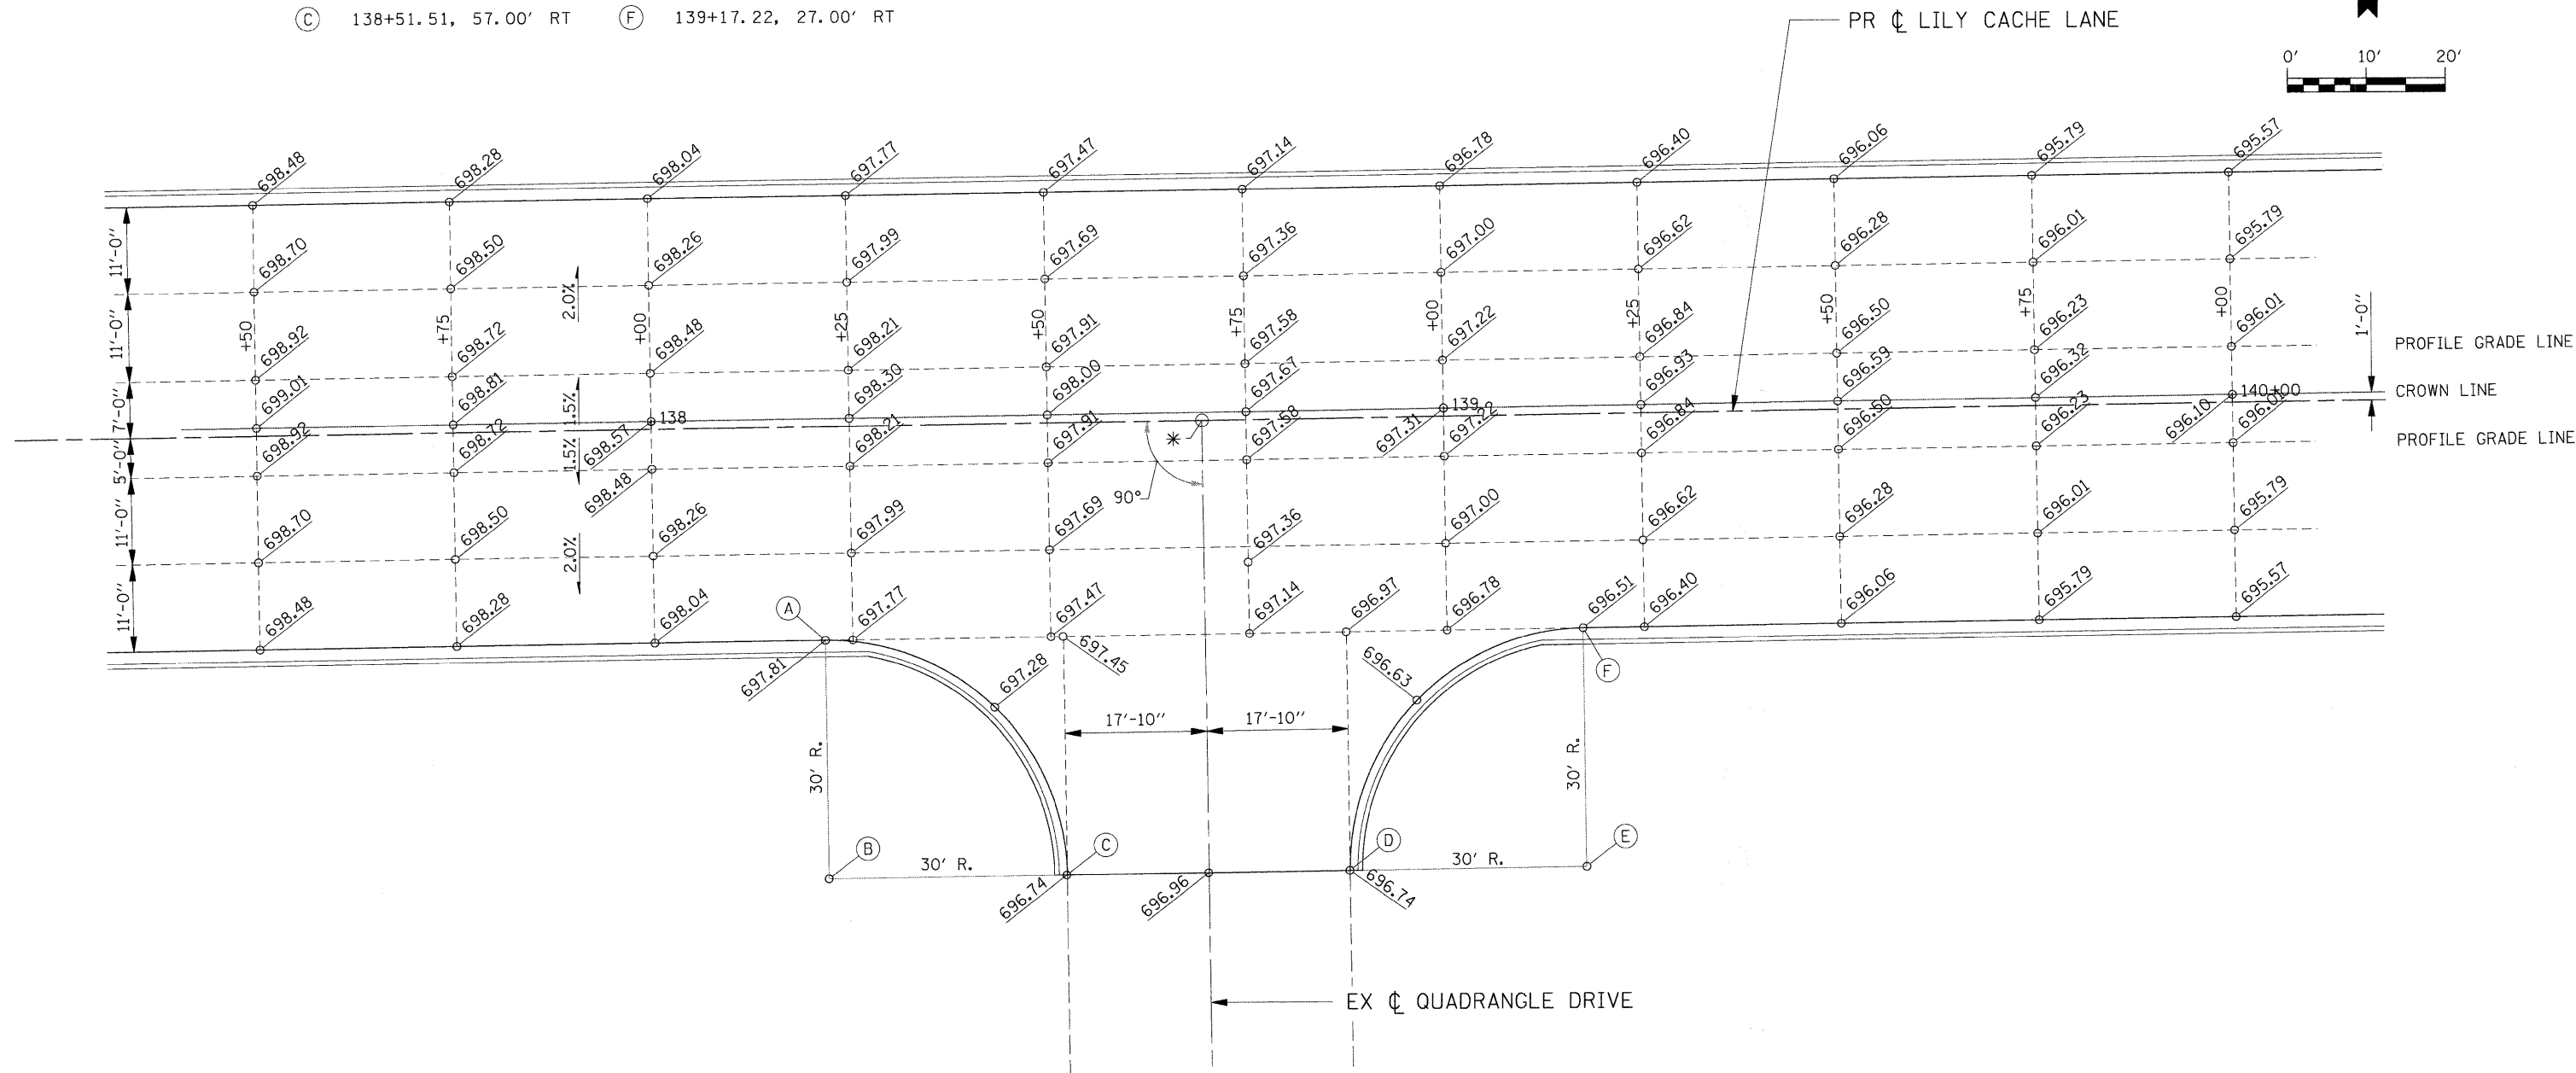 Ⓒ 138+51.51, 57.00' RT Ⓕ 139+17.22, 27.00' RT
PR ℄ LILY CACHE LANE
0' 10' 20'
698.48 698.28 698.04 697.77 697.47 697.14 696.78 696.40 696.06 695.79 695.57
11'-0"
698.70 698.50 698.26 697.99 697.69 697.36 697.00 696.62 696.28 696.01 695.79
2.0%
11'-0"
+50 +75 +00 +25 +50 +75 +00 +25 +50 +75 +00
1'-0"
698.92 698.72 698.48 698.21 697.91 697.58 697.22 696.84 696.50 696.23 696.01
PROFILE GRADE LINE
7'-0"
1.5%
699.01 698.81 698.57 698.30 698.00 697.67 697.31 696.93 696.59 696.32 696.10
138 139 140+00
CROWN LINE
5'-0"
1.5%
698.92 698.72 698.48 698.21 697.91 697.58 697.22 696.84 696.50 696.23 696.01
PROFILE GRADE LINE
*
90°
11'-0"
698.70 698.50 698.26 697.99 697.69 697.36 697.00 696.62 696.28 696.01 695.79
2.0%
11'-0"
698.48 698.28 698.04 697.77 697.47 697.14 696.97 696.78 696.51 696.40 696.06 695.79 695.57
Ⓐ
697.81 697.28 697.45 696.63
Ⓕ
17'-10" 17'-10"
30' R. 30' R.
Ⓑ Ⓒ Ⓓ Ⓔ
30' R. 30' R.
696.74 696.96 696.74
EX ℄ QUADRANGLE DRIVE